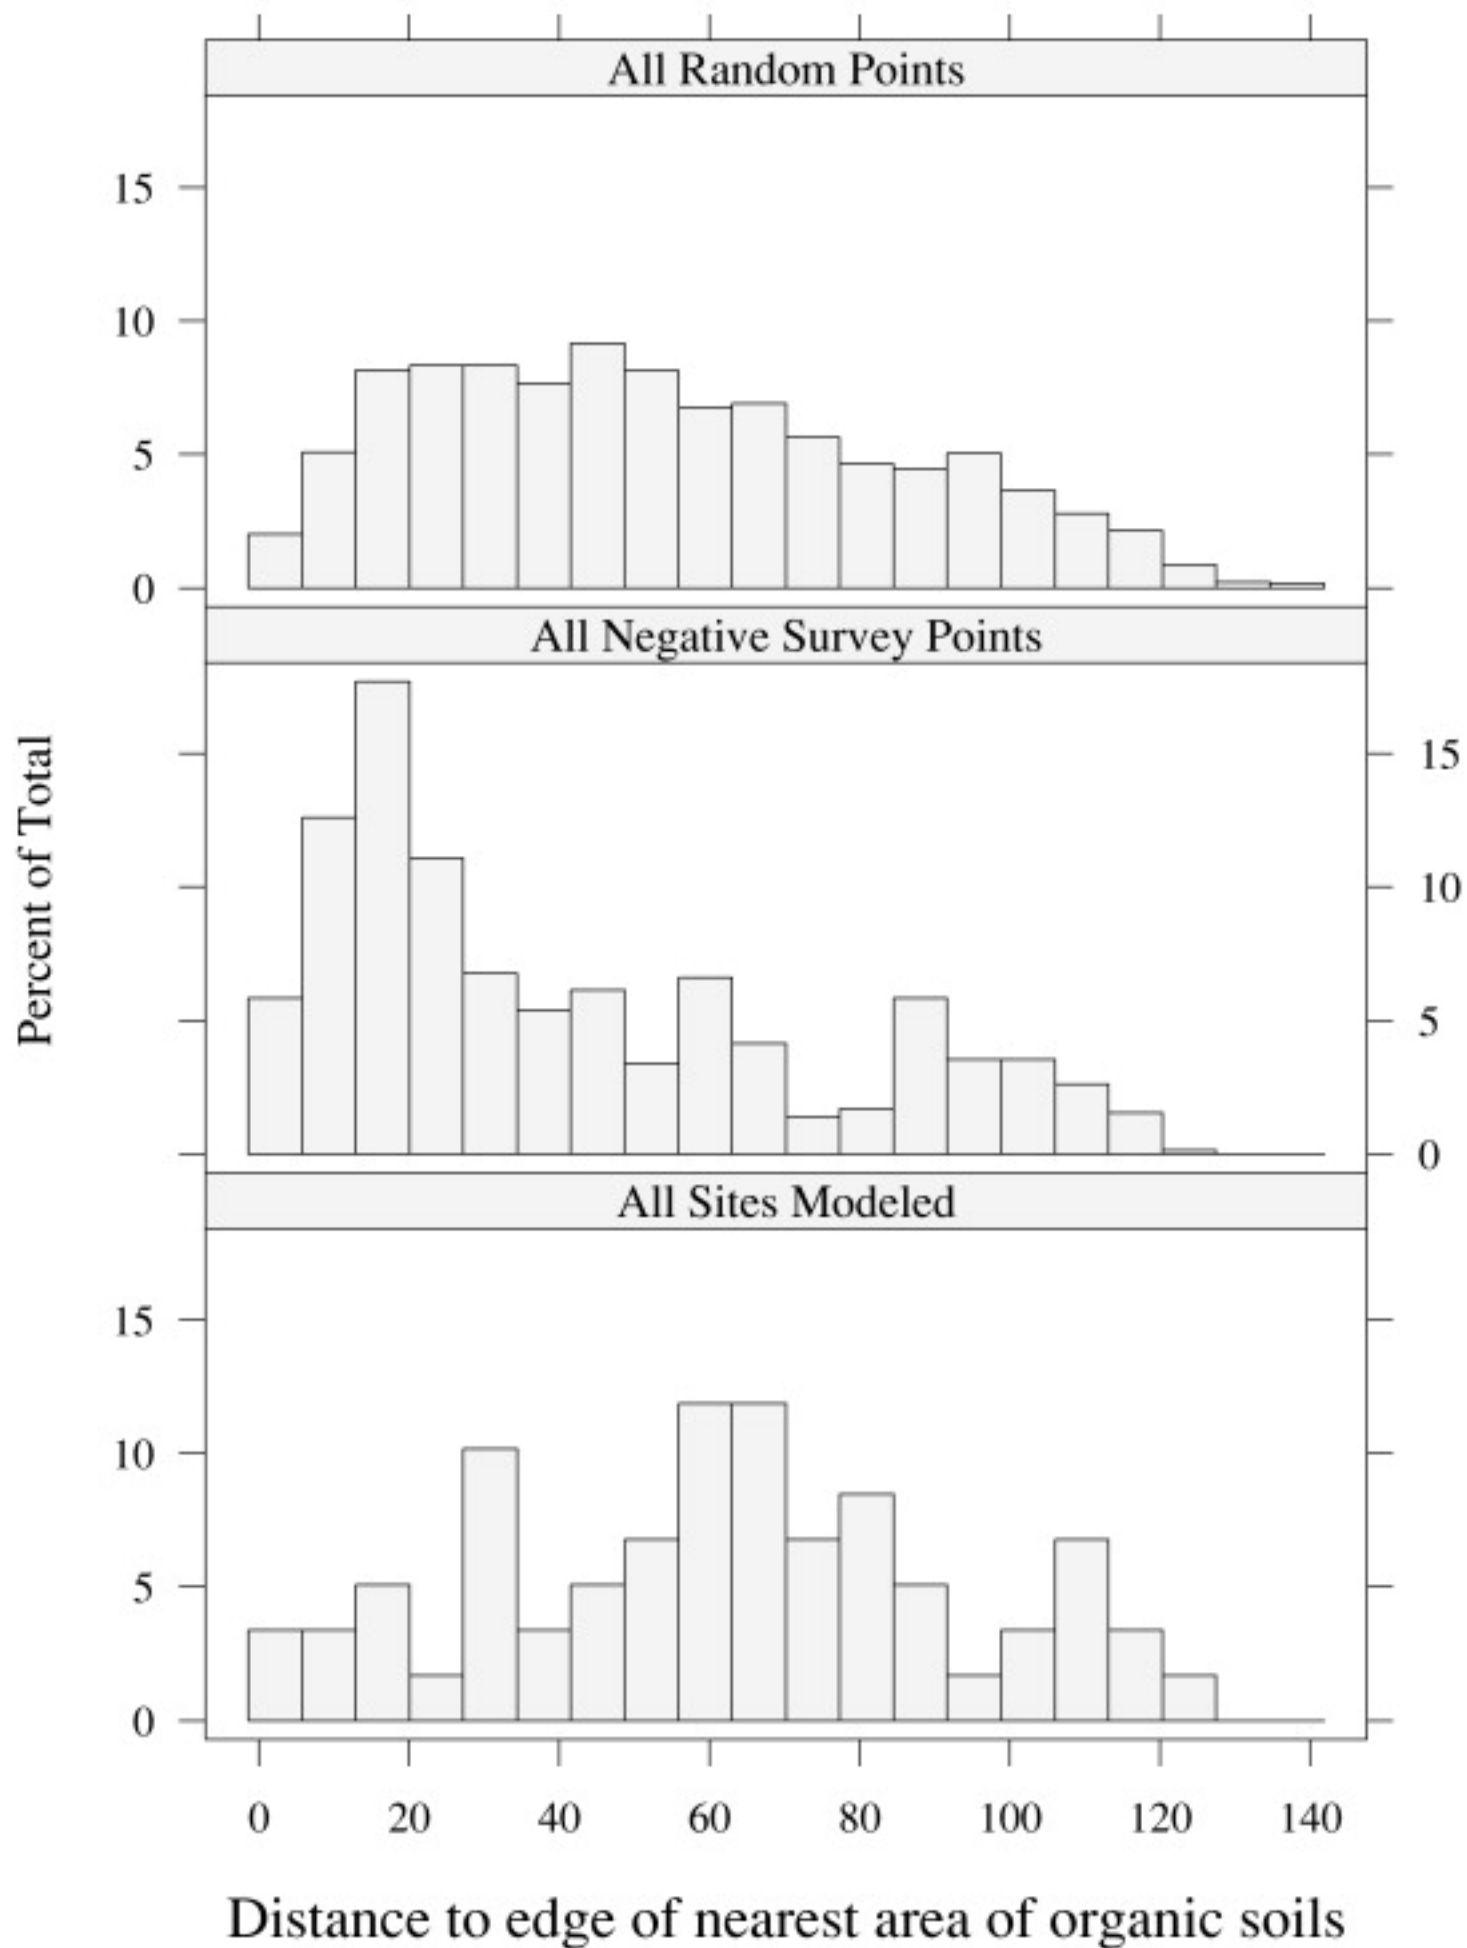 All Random Points
15
10
5
0
All Negative Survey Points
15
10
5
0
Percent of Total
All Sites Modeled
15
10
5
0
0 20 40 60 80 100 120 140
Distance to edge of nearest area of organic soils